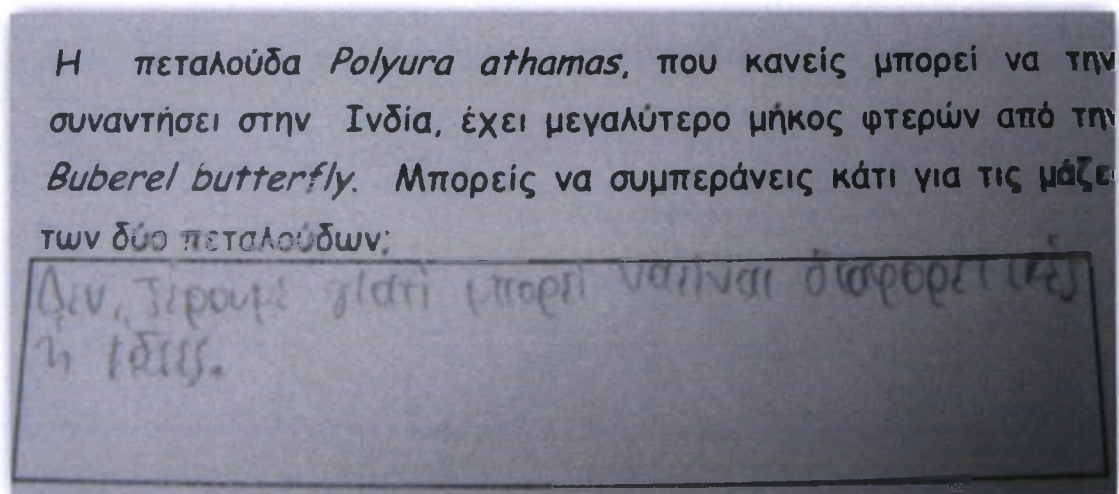 Η πεταλούδα Polyura athamas, που κανείς μπορεί να την
συναντήσει στην Ινδία, έχει μεγαλύτερο μήκος φτερών από την
Buberel butterfly. Μπορείς να συμπεράνεις κάτι για τις μάζε
των δύο πεταλούδων;
Δεν, ξέρουμε γιατί μπορεί να είναι διαφορετικές
ή ίδιες.